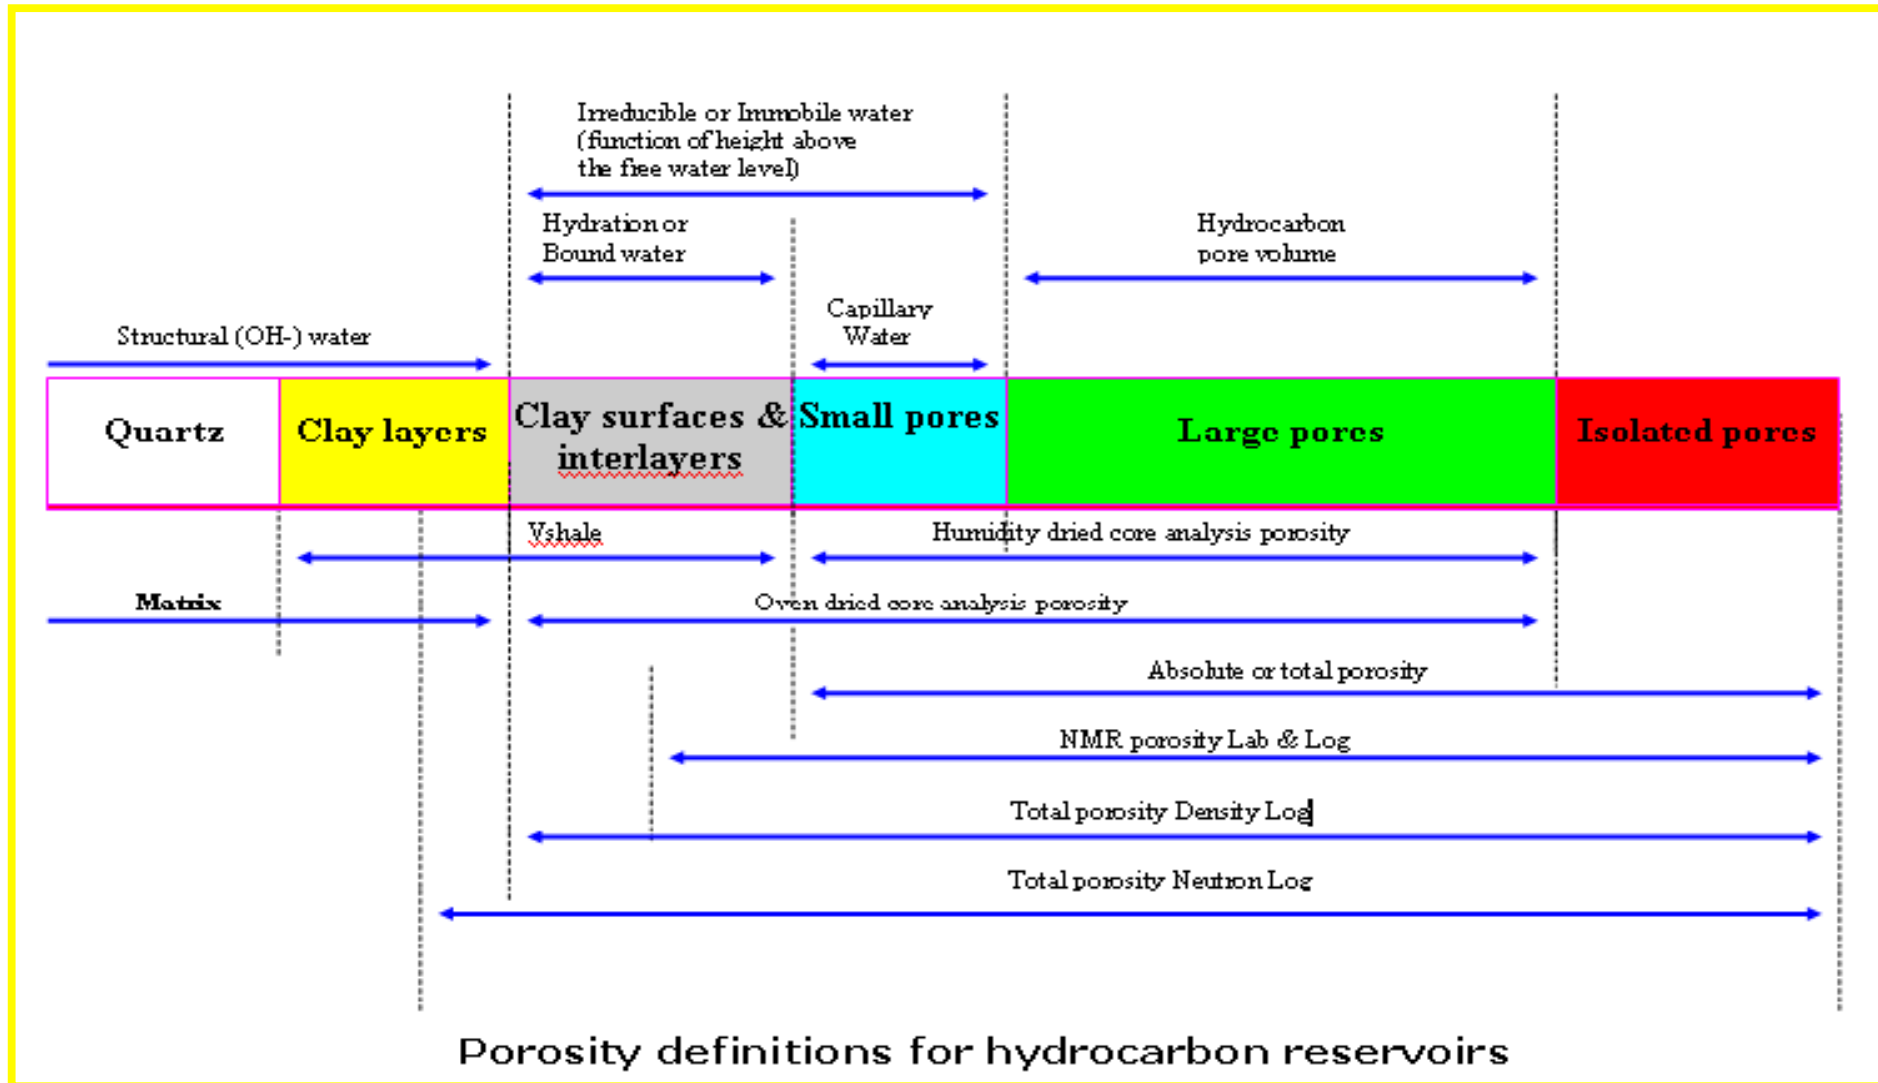 Irreducible or Immobile water
(function of height above
the free water level)
Hydration or
Bound water
Hydrocarbon
pore volume
Capillary
Water
Structural (OH-) water
Quartz
Clay layers
Clay surfaces &
interlayers
Small pores
Large pores
Isolated pores
Vshale
Humidity dried core analysis porosity
Matrix
Oven dried core analysis porosity
Absolute or total porosity
NMR porosity Lab & Log
Total porosity Density Log
Total porosity Neutron Log
Porosity definitions for hydrocarbon reservoirs